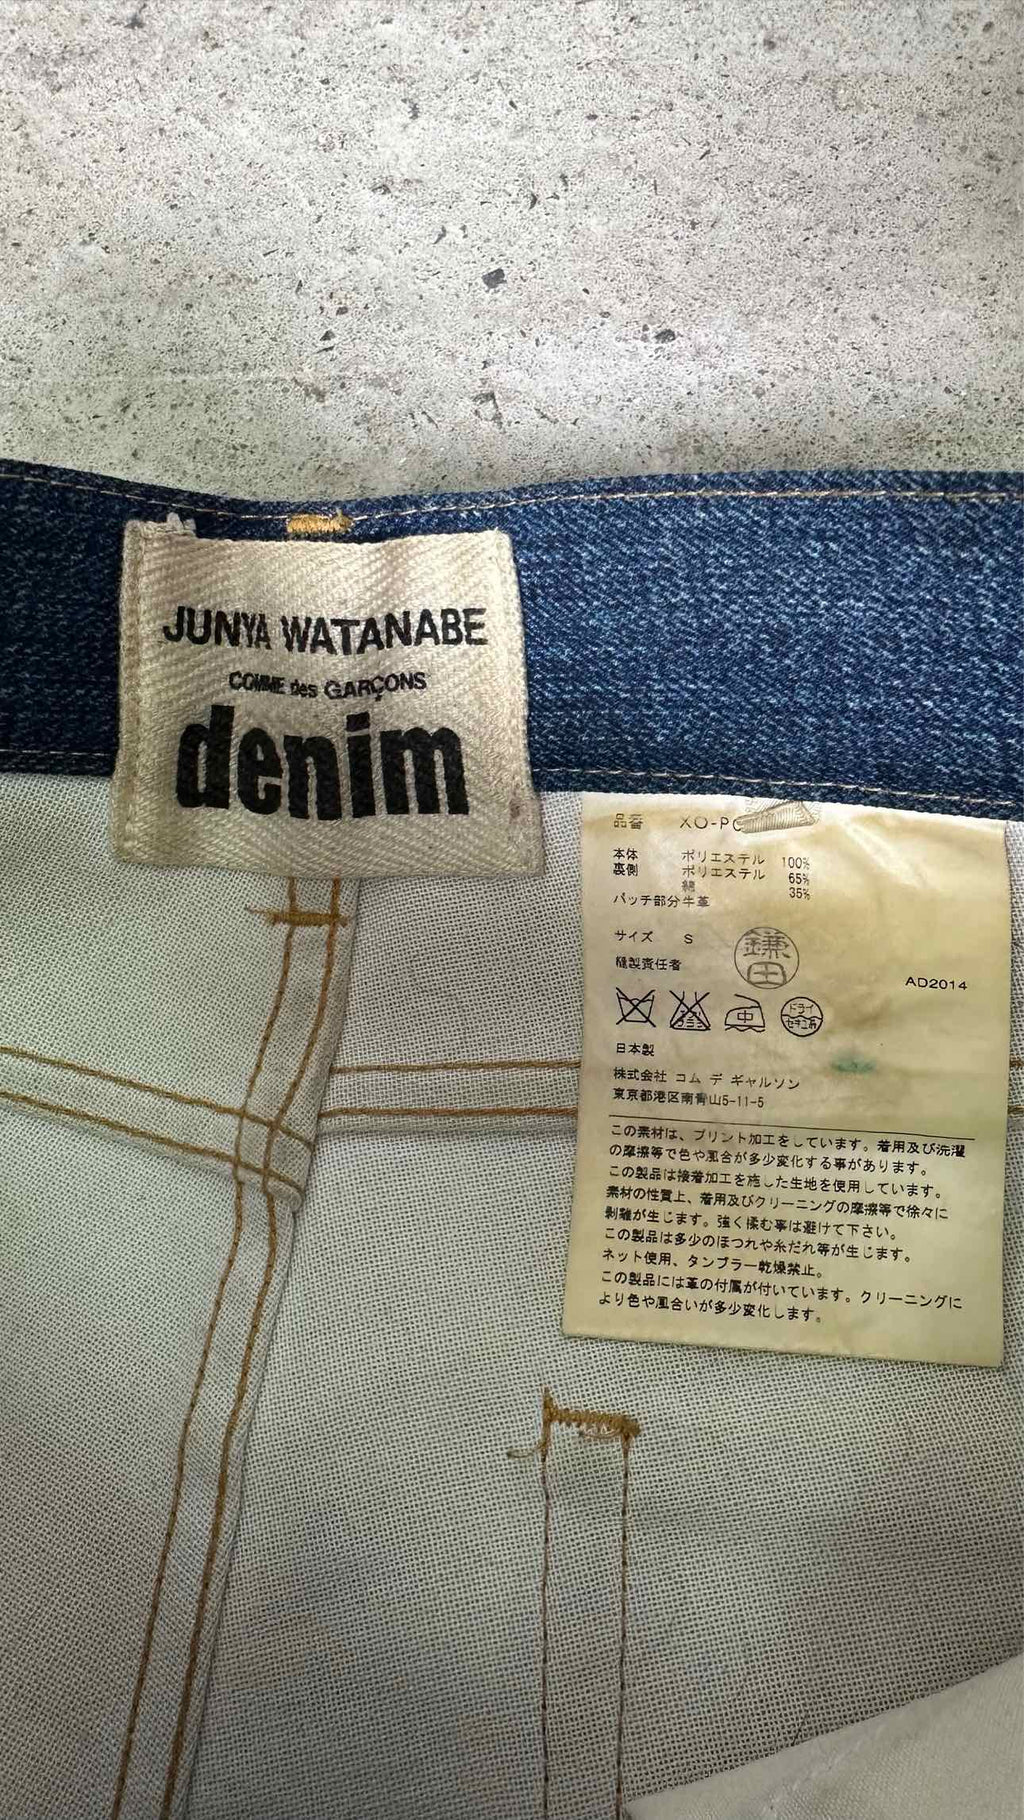 JUNYA WATANABE
COMME des GARÇONS
denim
品番 XO-P
本体 ポリエステル 100%
裏側 ポリエステル 65%
綿 35%
パッチ部分牛革
サイズ S
縫製責任者 鎌田
AD2014
中 ドライ セキユ系
日本製
株式会社 コム デ ギャルソン
東京都港区南青山5-11-5
この素材は、プリント加工をしています。着用及び洗濯
の摩擦等で色や風合が多少変化する事があります。
この製品は接着加工を施した生地を使用しています。
素材の性質上、着用及びクリーニングの摩擦等で徐々に
剥離が生じます。強く揉む事は避けて下さい。
この製品は多少のほつれや糸だれ等が生じます。
ネット使用、タンブラー乾燥禁止。
この製品には革の付属が付いています。クリーニングに
より色や風合いが多少変化します。